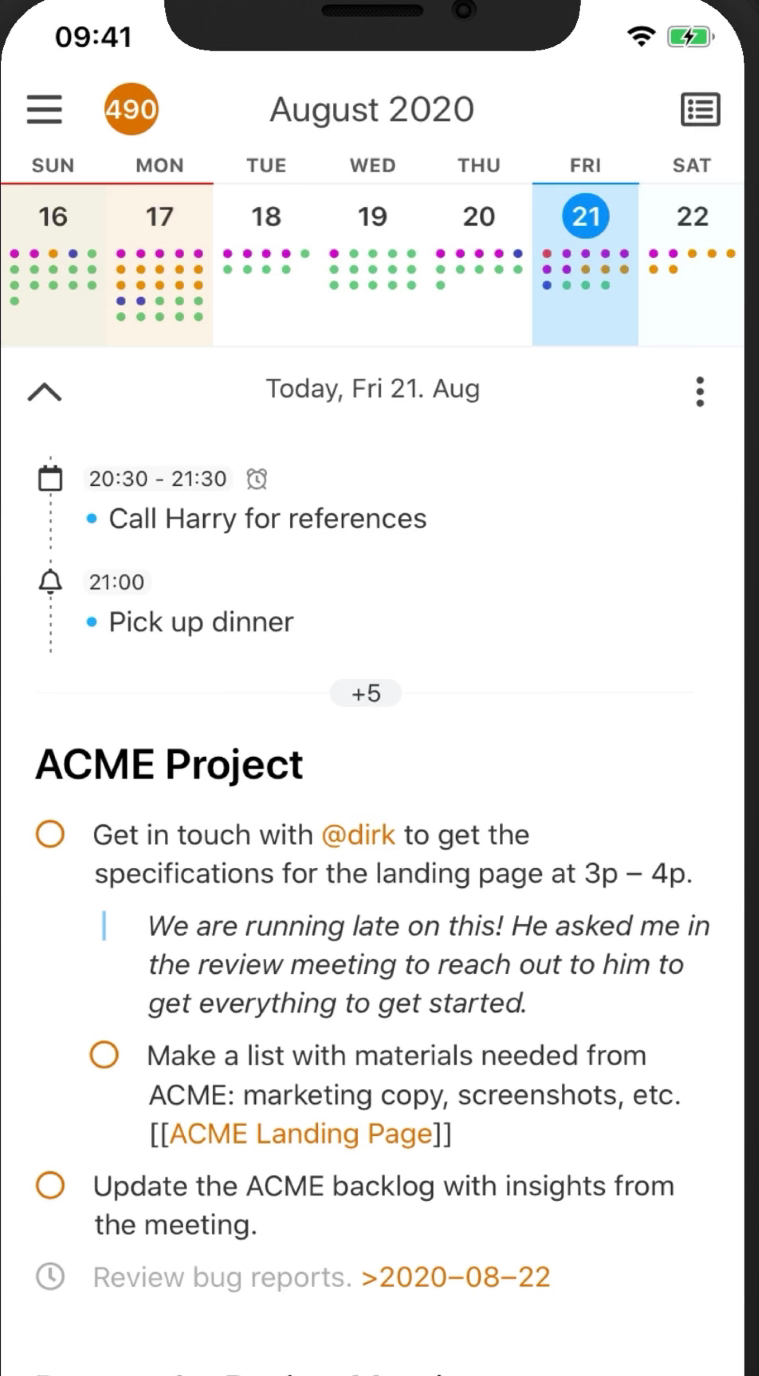 09:41
490
August 2020
SUN MON TUE WED THU FRI SAT
16 17 18 19 20 21 22
Today, Fri 21. Aug
20:30 - 21:30
• Call Harry for references
21:00
• Pick up dinner
+5
ACME Project
Get in touch with @dirk to get the
specifications for the landing page at 3p – 4p.
We are running late on this! He asked me in
the review meeting to reach out to him to
get everything to get started.
Make a list with materials needed from
ACME: marketing copy, screenshots, etc.
[[ACME Landing Page]]
Update the ACME backlog with insights from
the meeting.
Review bug reports. >2020–08–22